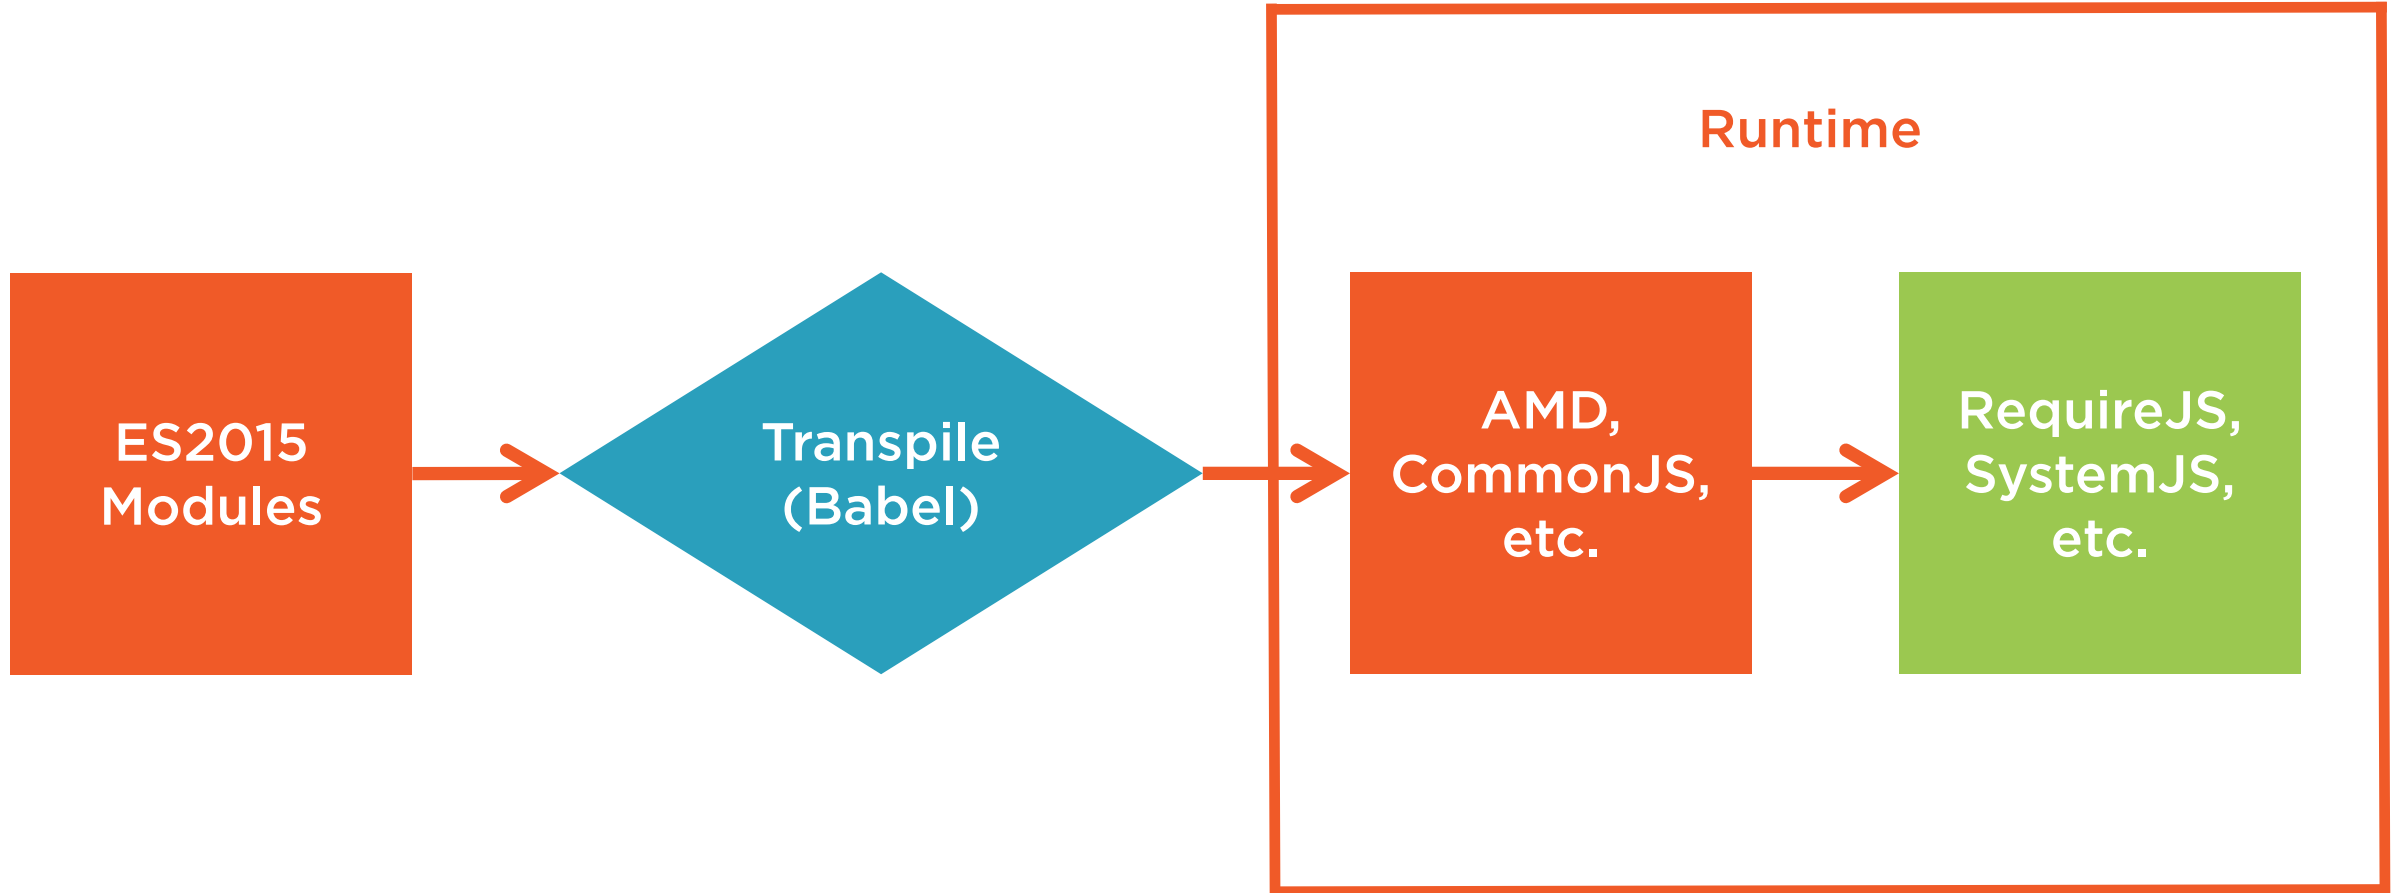 Runtime
ES2015
Modules
Transpile
(Babel)
AMD,
CommonJS,
etc.
RequireJS,
SystemJS,
etc.